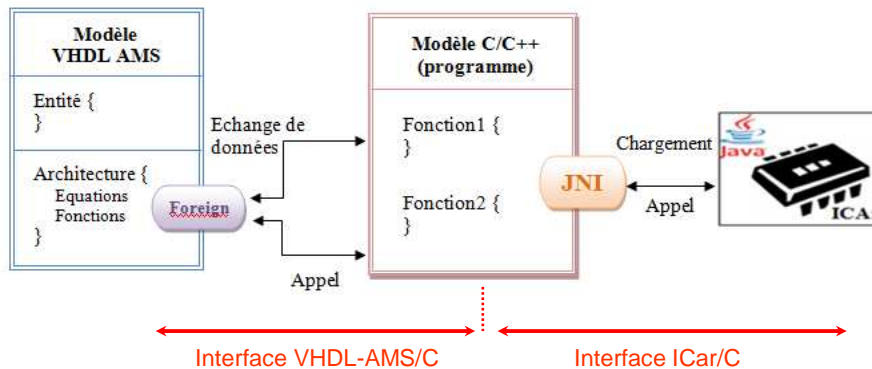 Modèle
VHDL AMS
Entité {
}
Architecture {
Equations
Fonctions
}
Foreign
Echange de
données
Appel
Modèle C/C++
(programme)
Fonction1 {
}
Fonction2 {
}
JNI
Chargement
Appel
Java
ICAr
Interface VHDL-AMS/C
Interface ICar/C